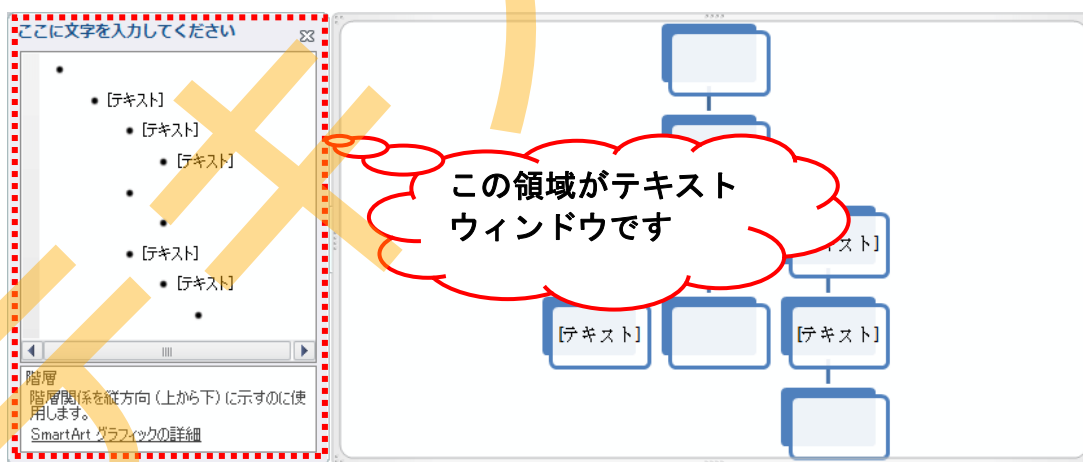 ここに文字を入力してください
[テキスト]
[テキスト]
[テキスト]
[テキスト]
[テキスト]
階層
階層関係を縦方向（上から下）に示すのに使
用します。
SmartArt グラフィックの詳細
この領域がテキスト
ウィンドウです
キスト]
[テキスト]
[テキスト]